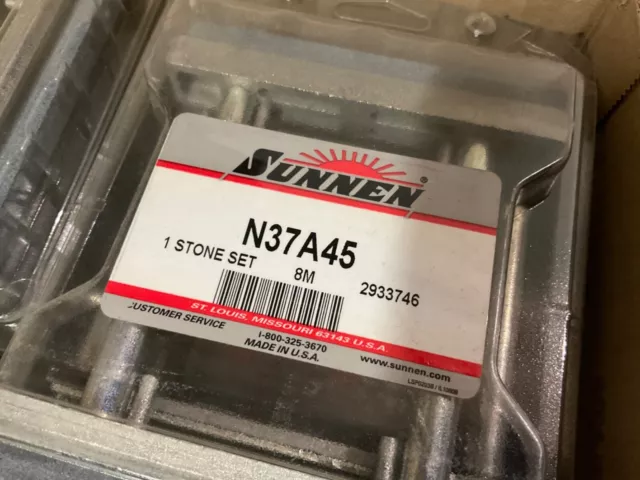 SUNNEN®
N37A45
1 STONE SET
8M
2933746
ST. LOUIS, MISSOURI 63143 U.S.A.
CUSTOMER SERVICE
1-800-325-3670
MADE IN U.S.A.
www.sunnen.com